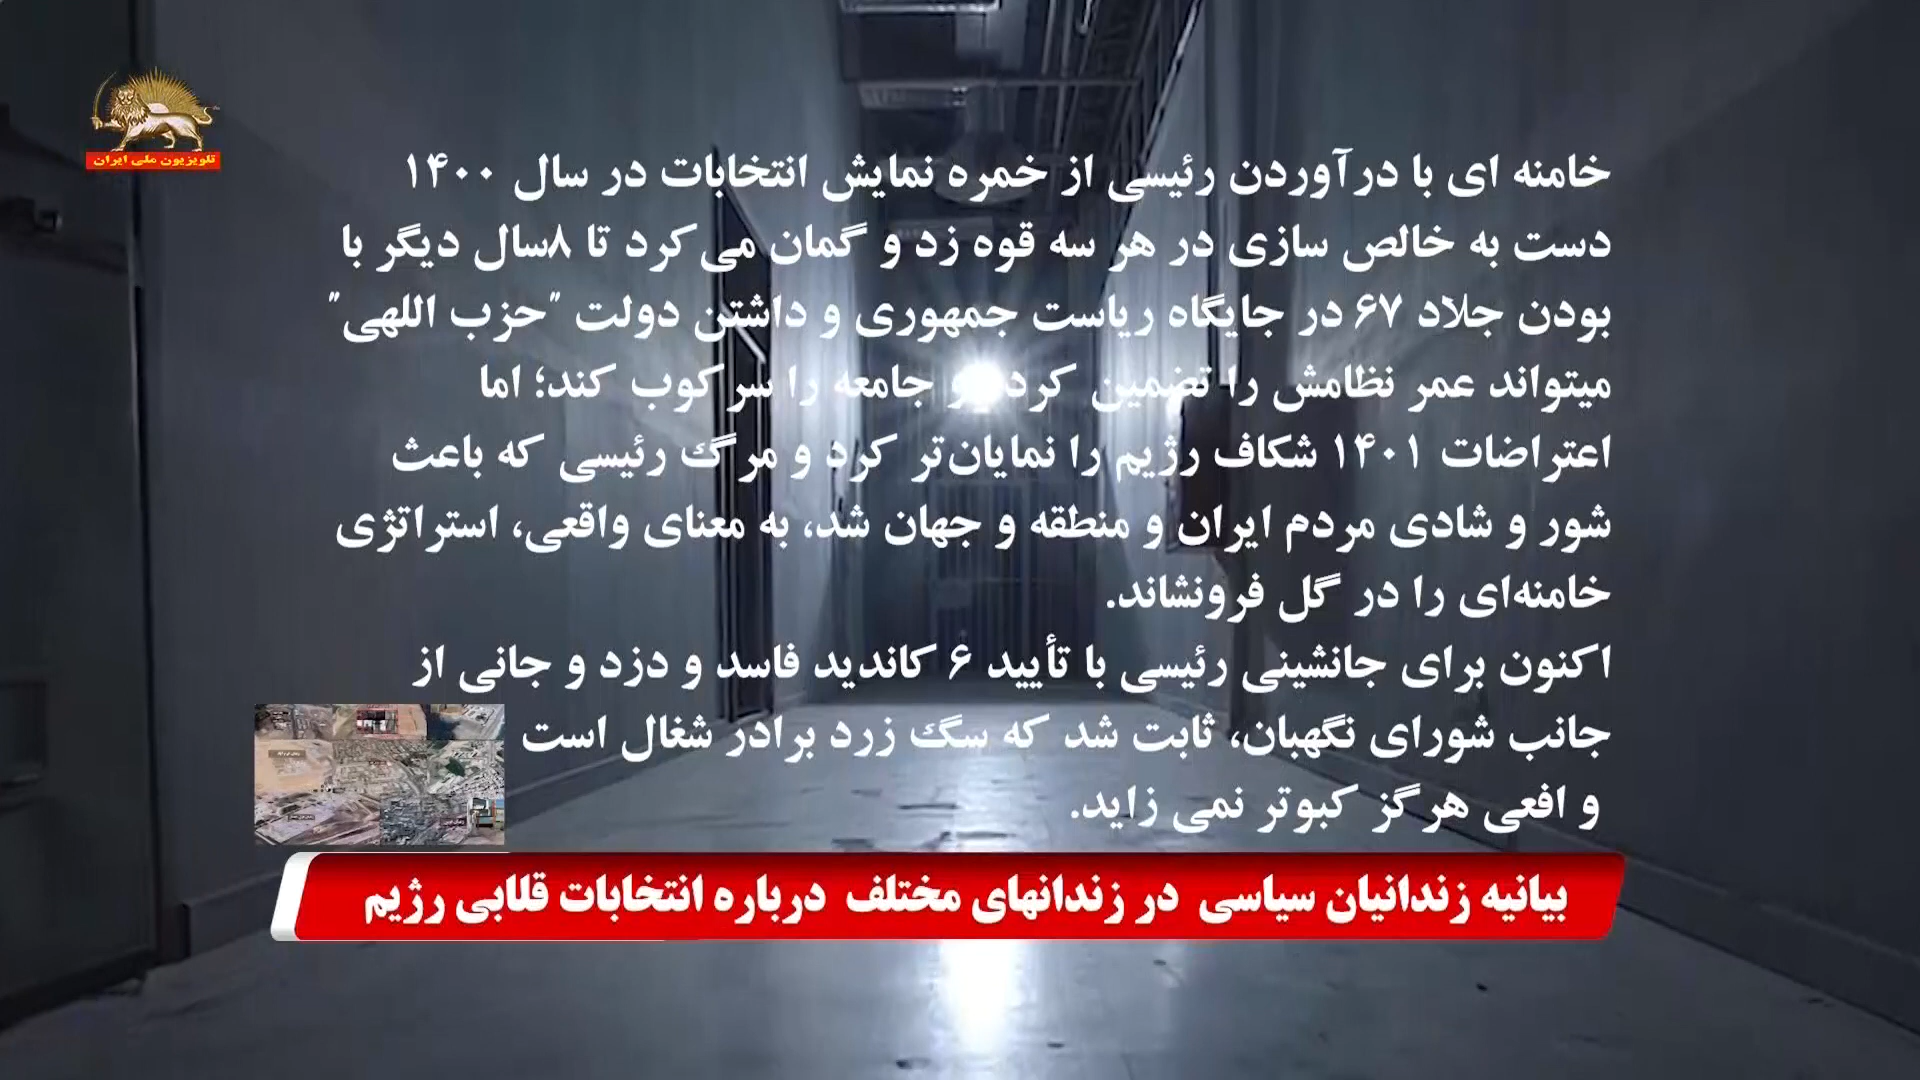 تلویزیون ملی ایران
خامنه ای با درآوردن رئیسی از خمره نمایش انتخابات در سال ۱۴۰۰
دست به خالص سازی در هر سه قوه زد و گمان می‌کرد تا ۸سال دیگر با
بودن جلاد ۶۷ در جایگاه ریاست جمهوری و داشتن دولت "حزب اللهی"
میتواند عمر نظامش را تضمین کرده و جامعه را سرکوب کند؛ اما
اعتراضات ۱۴۰۱ شکاف رژیم را نمایان‌تر کرد و مرگ رئیسی که باعث
شور و شادی مردم ایران و منطقه و جهان شد، به معنای واقعی، استراتژی
خامنه‌ای را در گل فرونشاند.
اکنون برای جانشینی رئیسی با تأیید ۶ کاندید فاسد و دزد و جانی از
جانب شورای نگهبان، ثابت شد که سگ زرد برادر شغال است
و افعی هرگز کبوتر نمی زاید.
بیانیه زندانیان سیاسی در زندانهای مختلف درباره انتخابات قلابی رژیم